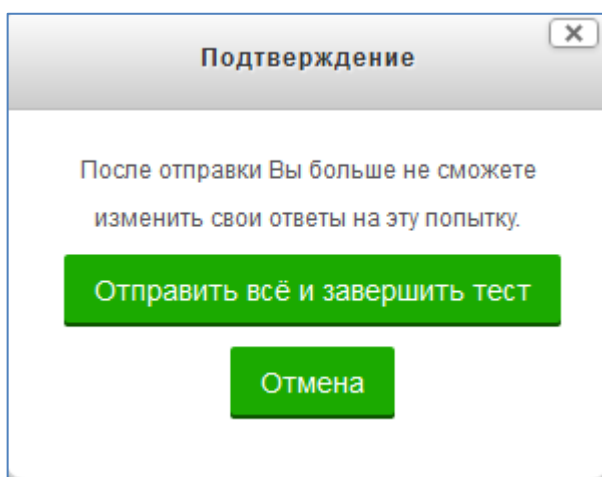 Подтверждение
После отправки Вы больше не сможете
изменить свои ответы на эту попытку.
Отправить всё и завершить тест
Отмена